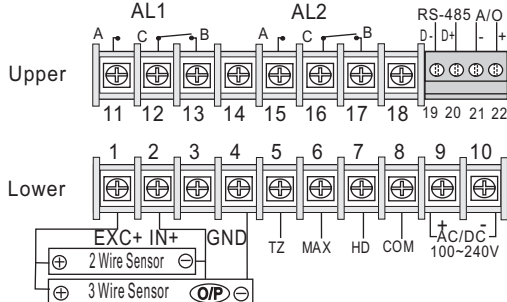 AL1 AL2 RS-485 A/O
A C B A C B D- D+ - +
Upper
11 12 13 14 15 16 17 18 19 20 21 22
1 2 3 4 5 6 7 8 9 10
Lower
EXC+ IN+ GND TZ MAX HD COM + -
AC/DC
100~240V
2 Wire Sensor
3 Wire Sensor O/P